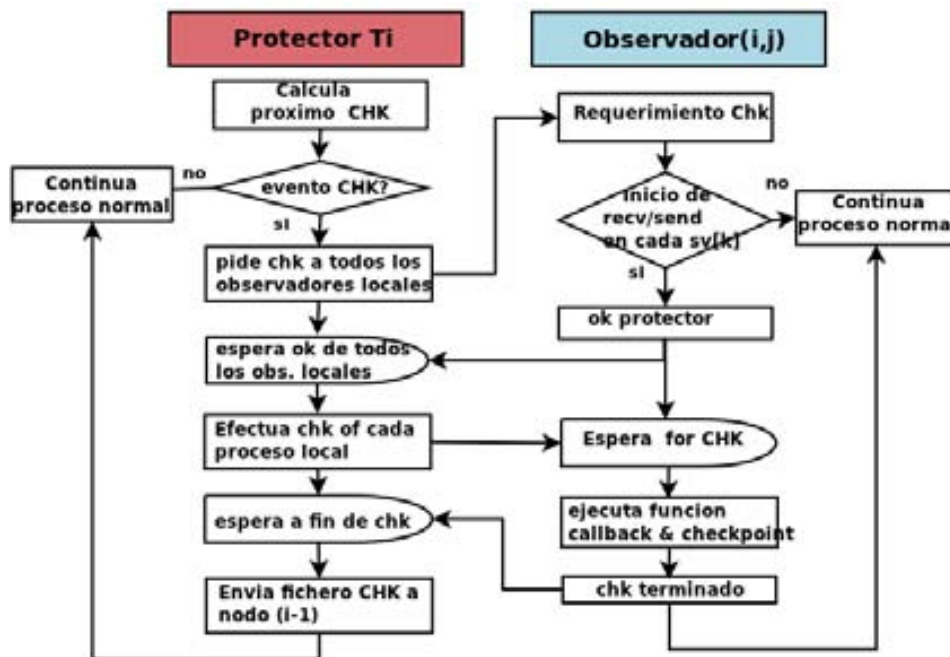 Protector Ti
Calcula
proximo CHK
evento CHK?
no
Continua
proceso normal
si
pide chk a todos los
observadores locales
espera ok de todos
los obs. locales
Efectua chk of cada
proceso local
espera a fin de chk
Envia fichero CHK a
nodo (i-1)
Observador(i,j)
Requerimiento Chk
Inicio de
recv/send
en cada sv[k]
no
Continua
proceso normal
si
ok protector
Espera for CHK
ejecuta funcion
callback & checkpoint
chk terminado